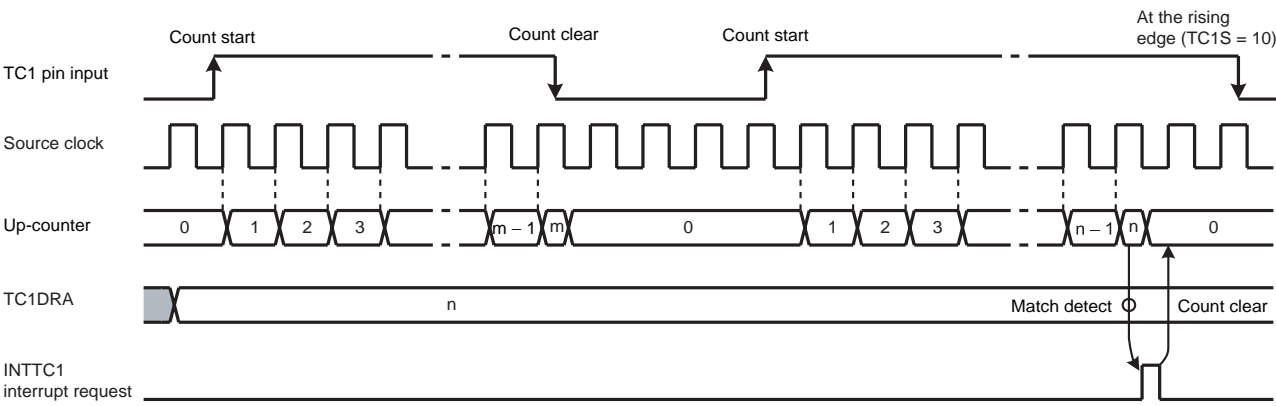 At the rising
edge (TC1S = 10)
Count start
Count clear
Count start
TC1 pin input
Source clock
Up-counter
0 1 2 3 m – 1 m 0 1 2 3 n – 1 n 0
TC1DRA
n
Match detect
Count clear
INTTC1
interrupt request